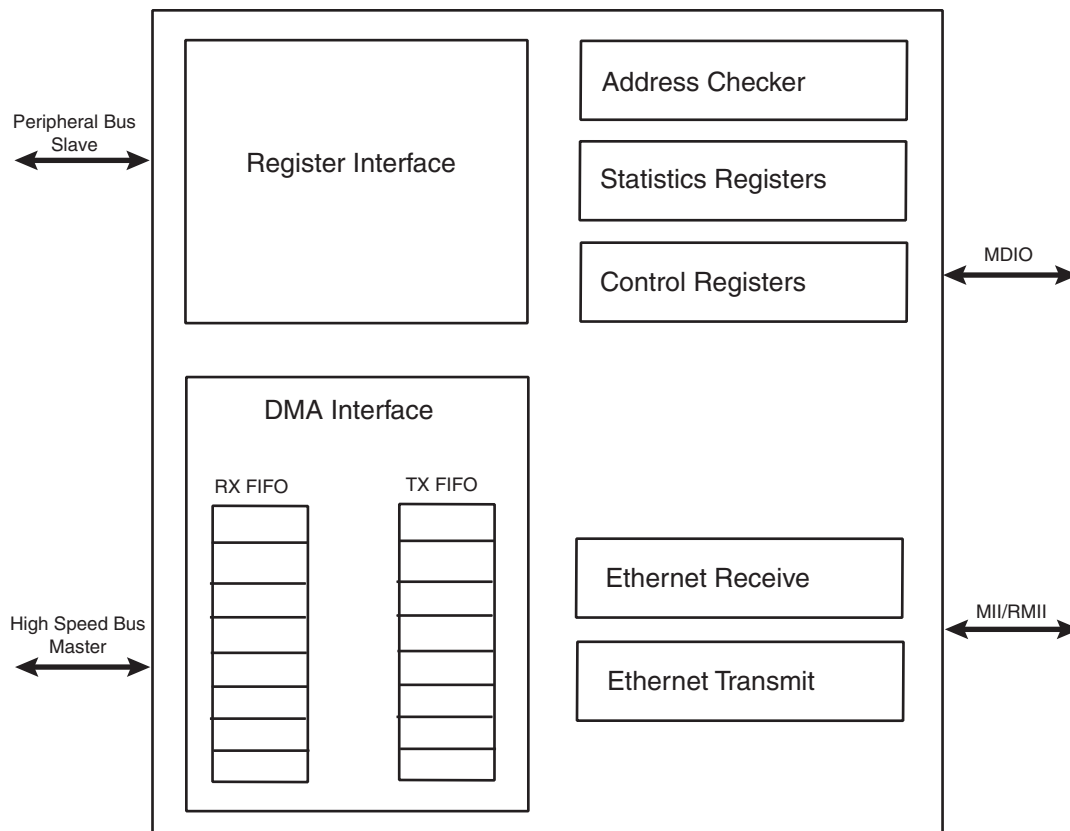 Peripheral Bus
Slave
Register Interface
Address Checker
Statistics Registers
Control Registers
MDIO
DMA Interface
RX FIFO
TX FIFO
High Speed Bus
Master
Ethernet Receive
Ethernet Transmit
MII/RMII